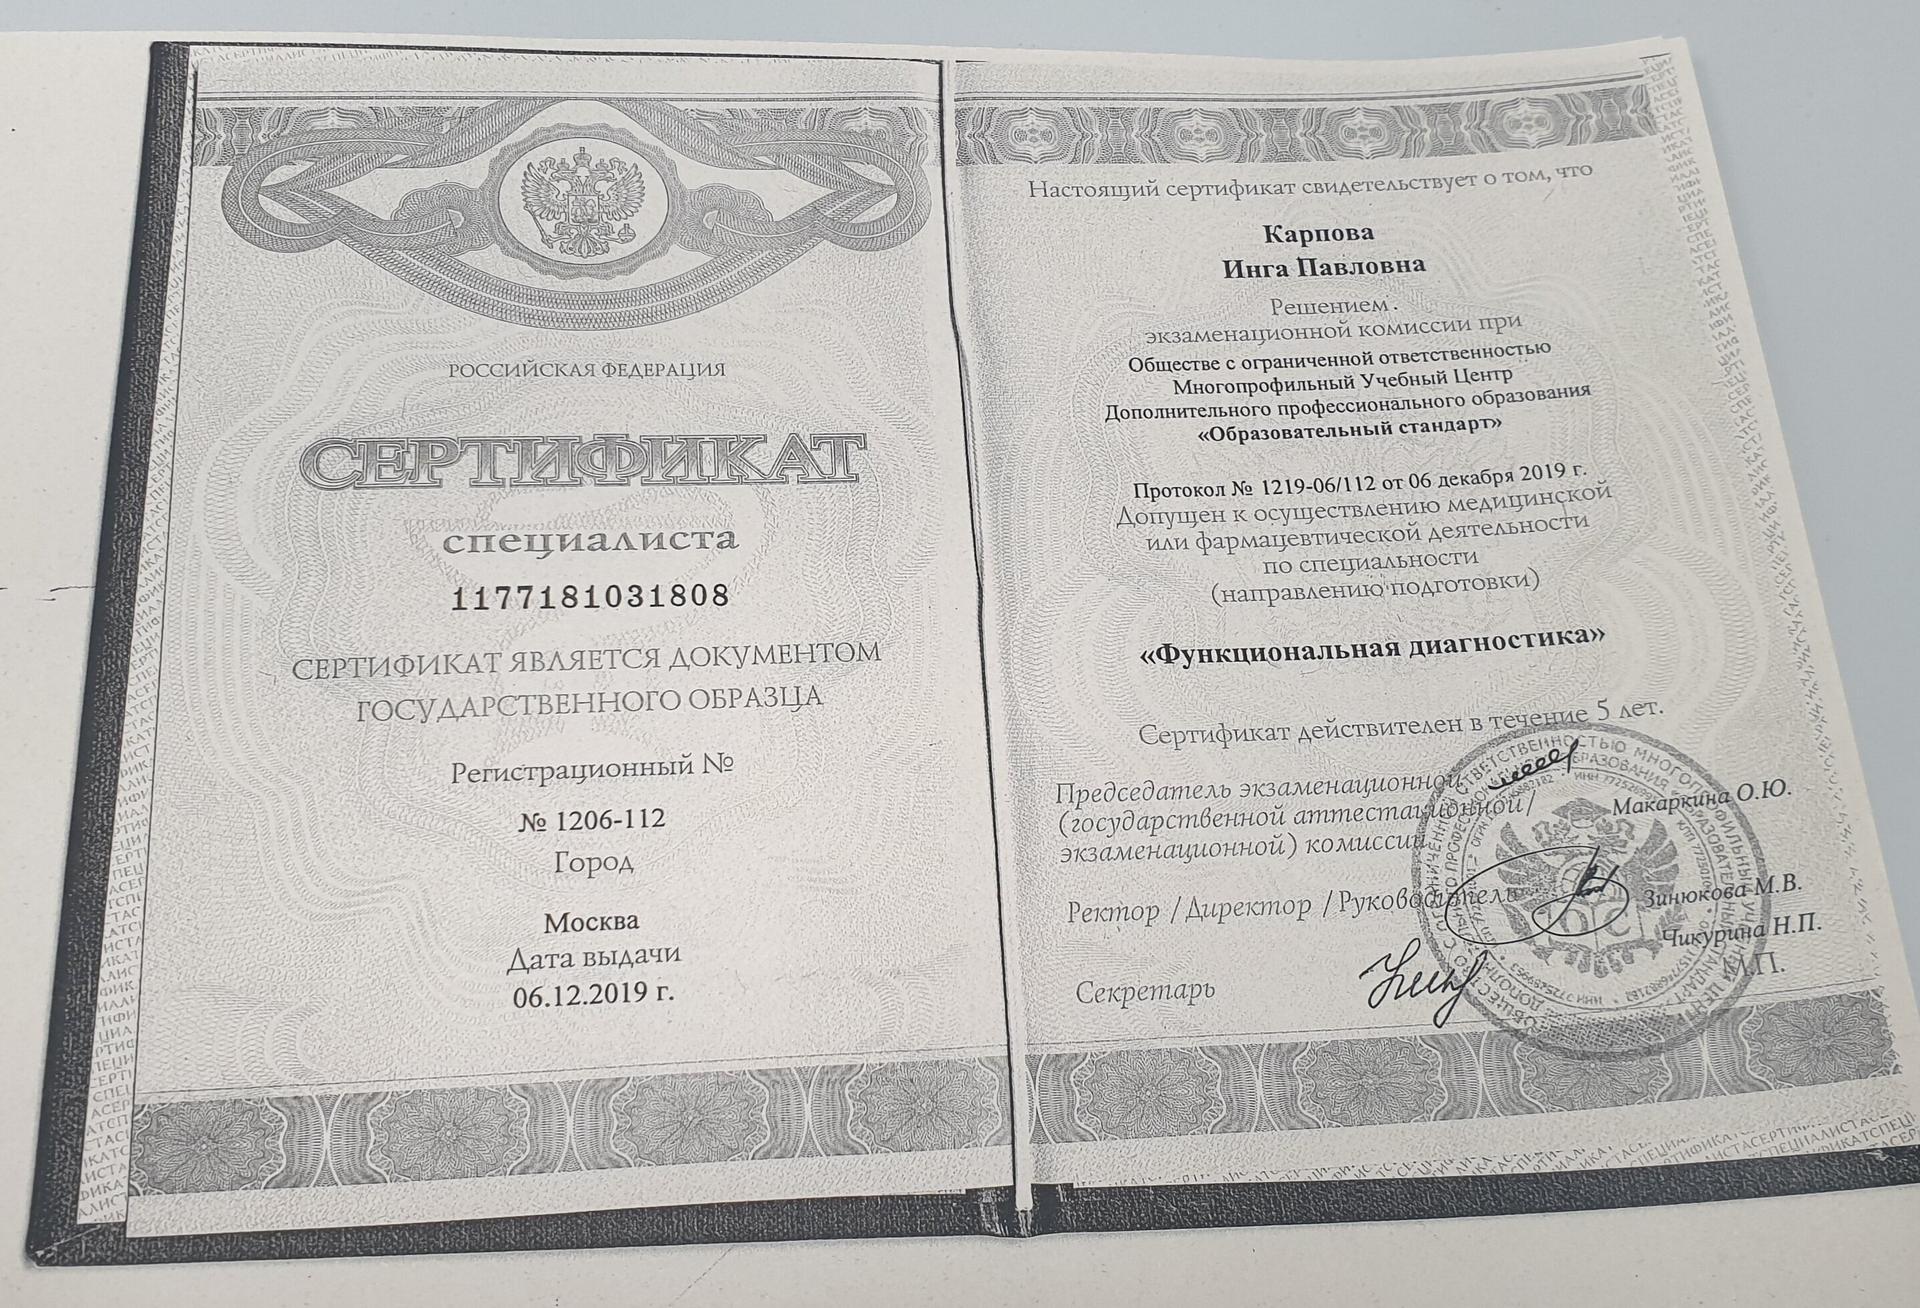 РОССИЙСКАЯ ФЕДЕРАЦИЯ
СЕРТИФИКАТ
специалиста
1177181031808
СЕРТИФИКАТ ЯВЛЯЕТСЯ ДОКУМЕНТОМ
ГОСУДАРСТВЕННОГО ОБРАЗЦА
Регистрационный №
№ 1206-112
Город
Москва
Дата выдачи
06.12.2019 г.
Настоящий сертификат свидетельствует о том, что
Карпова
Инга Павловна
Решением
экзаменационной комиссии при
Обществе с ограниченной ответственностью
Многопрофильный Учебный Центр
Дополнительного профессионального образования
«Образовательный стандарт»
Протокол № 1219-06/112 от 06 декабря 2019 г.
Допущен к осуществлению медицинской
или фармацевтической деятельности
по специальности
(направлению подготовки)
«Функциональная диагностика»
Сертификат действителен в течение 5 лет.
Председатель экзаменационной
(государственной аттестационной/
экзаменационной) комиссии
Макаркина О.Ю.
Ректор /Директор /Руководитель
Зинюкова М.В.
Чикурина Н.П.
Секретарь